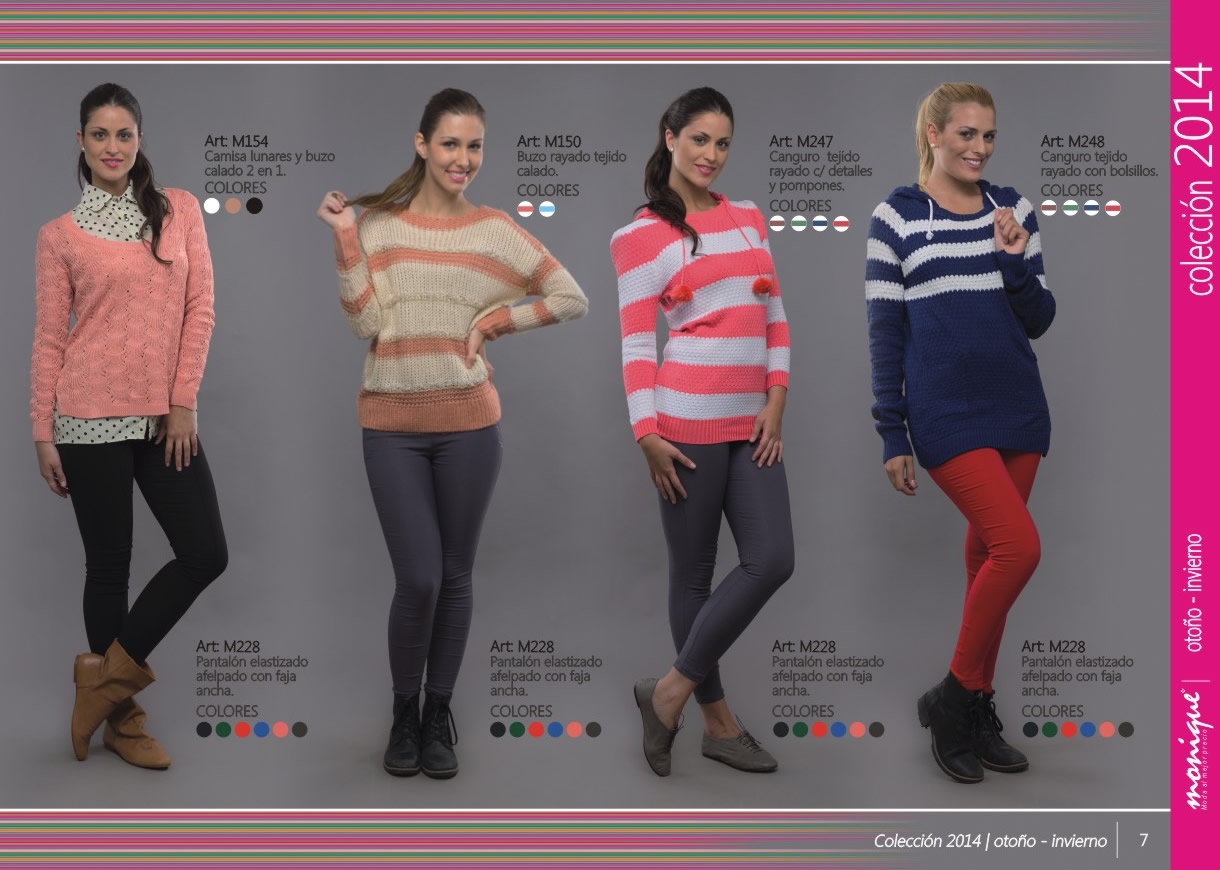 Art: M154
Camisa lunares y buzo
calado 2 en 1.
COLORES
Art: M150
Buzo rayado tejido
calado.
COLORES
Art: M247
Canguro tejido
rayado c/ detalles
y pompones.
COLORES
Art: M248
Canguro tejido
rayado con bolsillos.
COLORES
Art: M228
Pantalón elastizado
afelpado con faja
ancha.
COLORES
Art: M228
Pantalón elastizado
afelpado con faja
ancha.
COLORES
Art: M228
Pantalón elastizado
afelpado con faja
ancha.
COLORES
Art: M228
Pantalón elastizado
afelpado con faja
ancha.
COLORES
colección 2014
otoño - invierno
monique
Moda al mejor precio
Colección 2014 | otoño - invierno
7